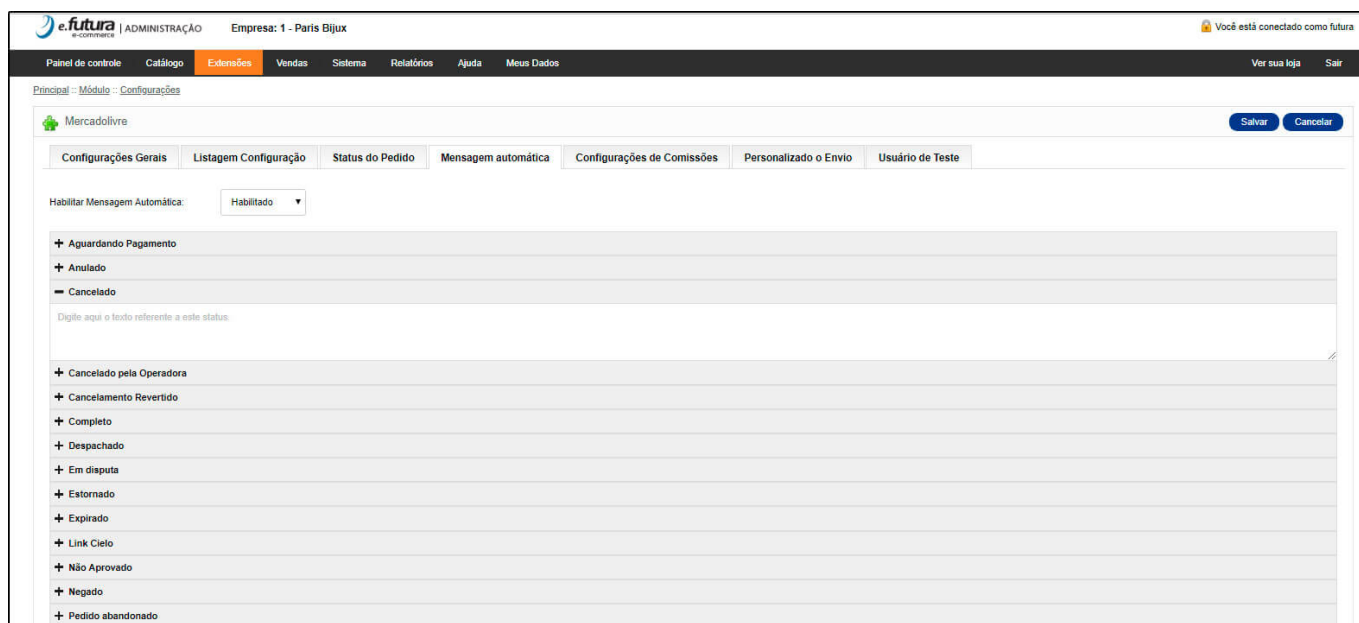 e.futura | ADMINISTRAÇÃO Empresa: 1 - Paris Bijux Você está conectado como futura
e-commerce
Painel de controle Catálogo Extensões Vendas Sistema Relatórios Ajuda Meus Dados Ver sua loja Sair
Principal :: Módulo :: Configurações
Mercadolivre Salvar Cancelar
Configurações Gerais Listagem Configuração Status do Pedido Mensagem automática Configurações de Comissões Personalizado o Envio Usuário de Teste
Habilitar Mensagem Automática: Habilitado
+ Aguardando Pagamento
+ Anulado
− Cancelado
Digite aqui o texto referente a este status
+ Cancelado pela Operadora
+ Cancelamento Revertido
+ Completo
+ Despachado
+ Em disputa
+ Estornado
+ Expirado
+ Link Cielo
+ Não Aprovado
+ Negado
+ Pedido abandonado